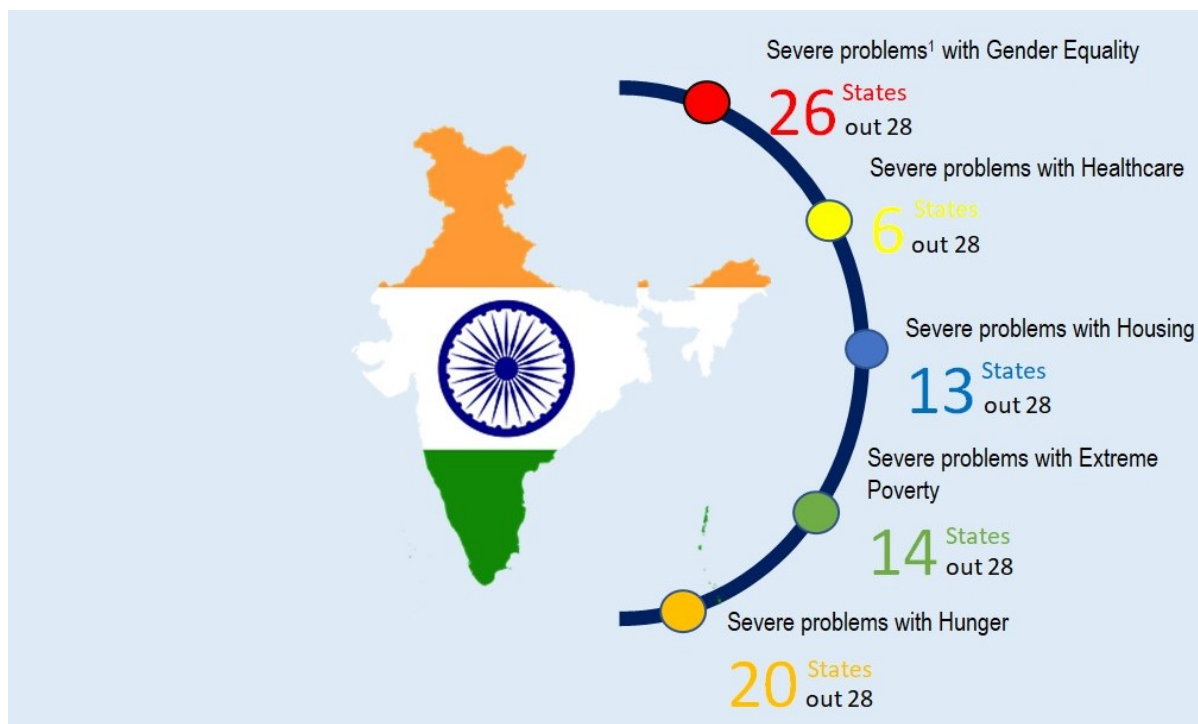 Severe problems¹ with Gender Equality
26 States
out 28
Severe problems with Healthcare
6 States
out 28
Severe problems with Housing
13 States
out 28
Severe problems with Extreme
Poverty
14 States
out 28
Severe problems with Hunger
20 States
out 28